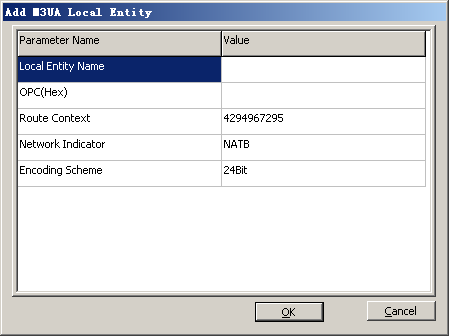 Add M3UA Local Entity
Parameter Name Value
Local Entity Name
OPC(Hex)
Route Context 4294967295
Network Indicator NATB
Encoding Scheme 24Bit
OK Cancel